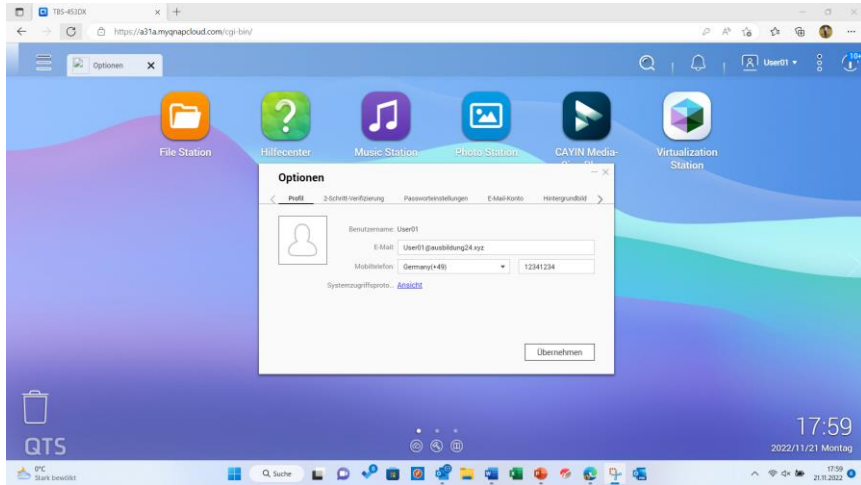 TBS-453DX
https://a31a.myqnapcloud.com/cgi-bin/
Optionen
User01
10+
File Station
Hilfecenter
Music Station
Photo Station
CAYIN Media-
Virtualization
Station
Optionen
Profil
2-Schritt-Verifizierung
Passworteinstellungen
E-Mail-Konto
Hintergrundbild
Benutzername: User01
E-Mail: User01@ausbildung24.xyz
Mobiltelefon: Germany(+49) 12341234
Systemzugriffsproto... Ansicht
Übernehmen
17:59
QTS
2022/11/21 Montag
0°C
Stark bewölkt
Suche
17:59
21.11.2022